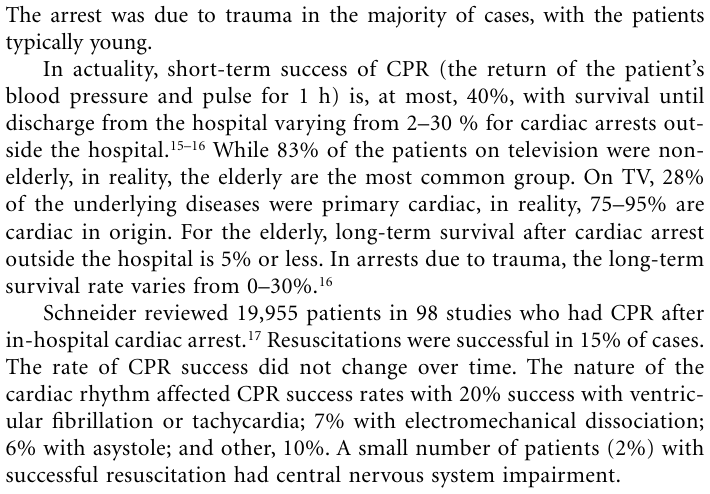 The arrest was due to trauma in the majority of cases, with the patients
typically young.
In actuality, short-term success of CPR (the return of the patient's
blood pressure and pulse for 1 h) is, at most, 40%, with survival until
discharge from the hospital varying from 2–30 % for cardiac arrests out-
side the hospital.15–16 While 83% of the patients on television were non-
elderly, in reality, the elderly are the most common group. On TV, 28%
of the underlying diseases were primary cardiac, in reality, 75–95% are
cardiac in origin. For the elderly, long-term survival after cardiac arrest
outside the hospital is 5% or less. In arrests due to trauma, the long-term
survival rate varies from 0–30%.16
Schneider reviewed 19,955 patients in 98 studies who had CPR after
in-hospital cardiac arrest.17 Resuscitations were successful in 15% of cases.
The rate of CPR success did not change over time. The nature of the
cardiac rhythm affected CPR success rates with 20% success with ventric-
ular fibrillation or tachycardia; 7% with electromechanical dissociation;
6% with asystole; and other, 10%. A small number of patients (2%) with
successful resuscitation had central nervous system impairment.